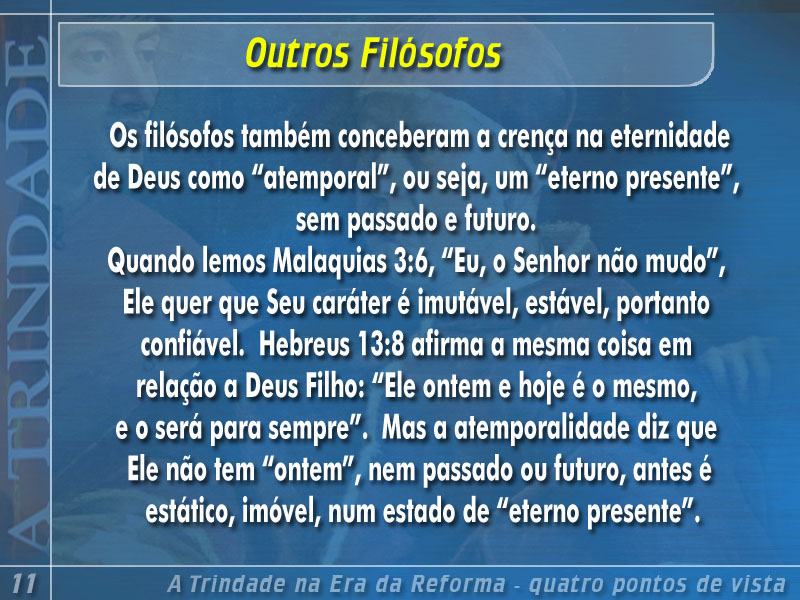 Outros Filósofos
Os filósofos também conceberam a crença na eternidade
de Deus como “atemporal”, ou seja, um “eterno presente”,
sem passado e futuro.
Quando lemos Malaquias 3:6, “Eu, o Senhor não mudo”,
Ele quer que Seu caráter é imutável, estável, portanto
confiável.  Hebreus 13:8 afirma a mesma coisa em
relação a Deus Filho: “Ele ontem e hoje é o mesmo,
e o será para sempre”.  Mas a atemporalidade diz que
Ele não tem “ontem”, nem passado ou futuro, antes é
estático, imóvel, num estado de “eterno presente”.
A TRINDADE
11
A Trindade na Era da Reforma - quatro pontos de vista